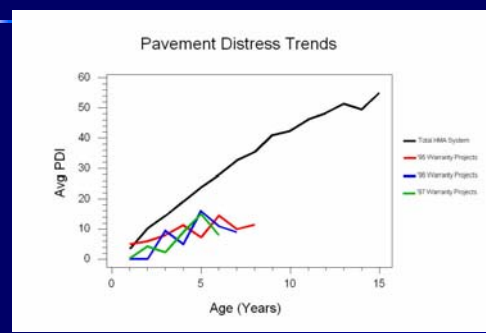 Pavement Distress Trends
60
50
40
30
20
10
0
Avg PDI
0 5 10 15
Age (Years)
Total HMA System
'95 Warranty Projects
'96 Warranty Projects
'97 Warranty Projects